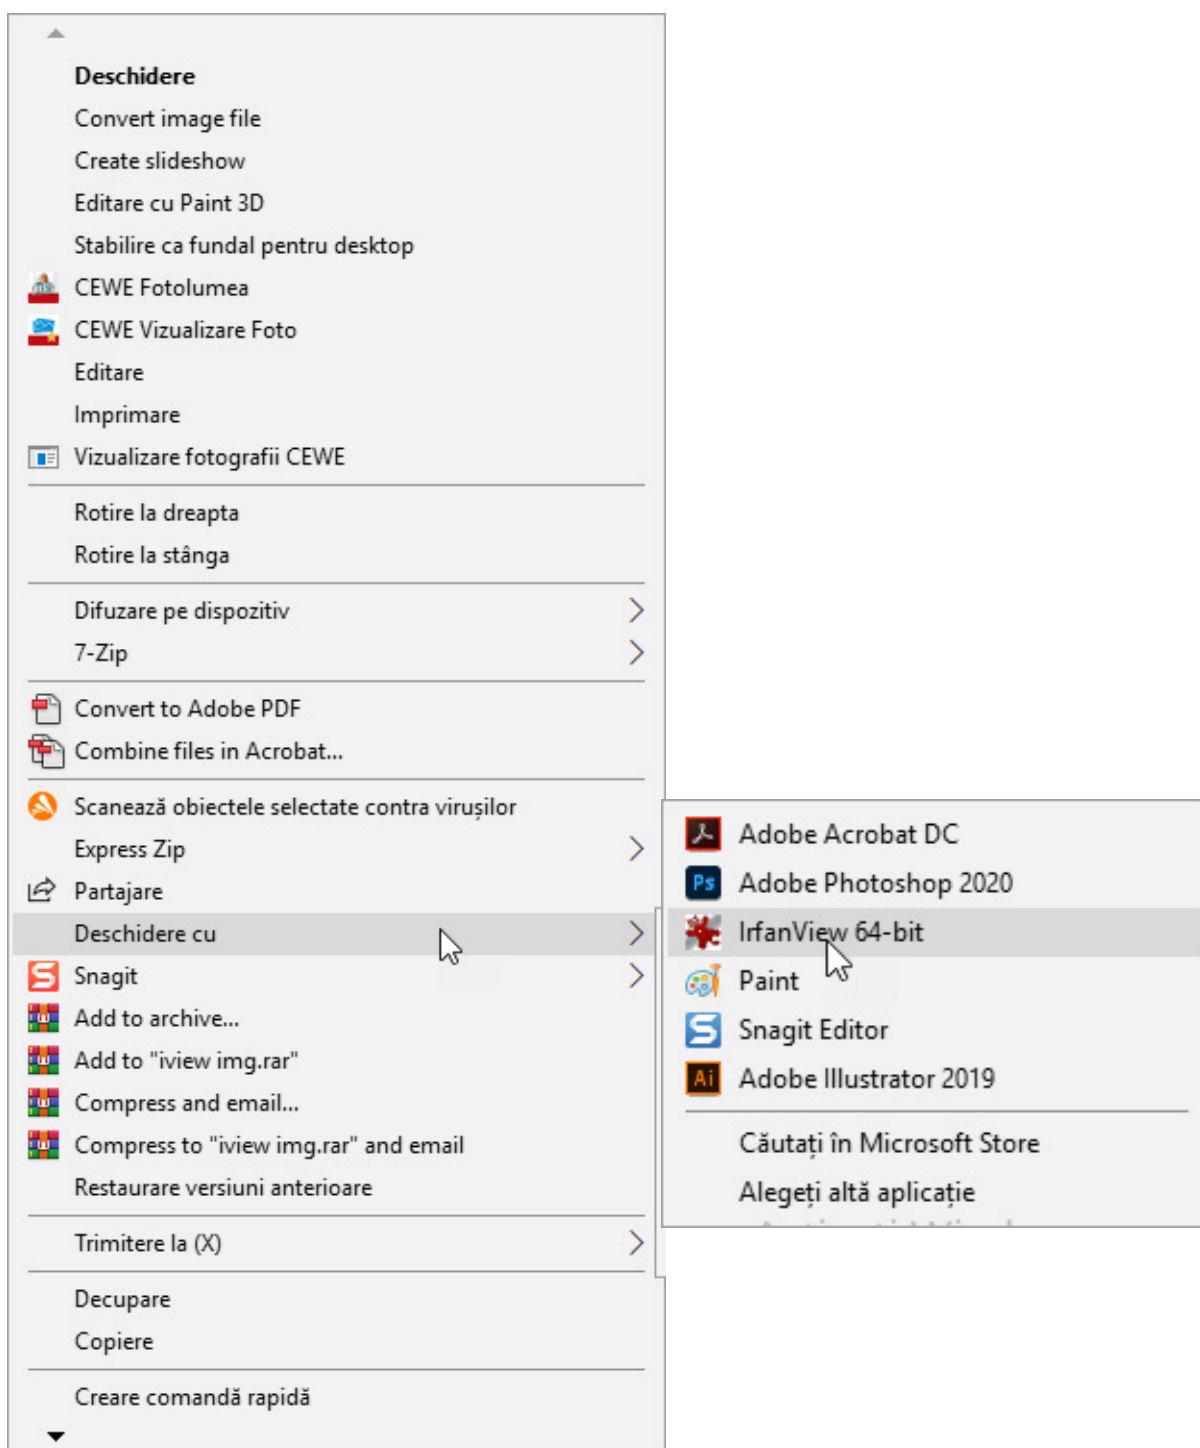 Deschidere
Convert image file
Create slideshow
Editare cu Paint 3D
Stabilire ca fundal pentru desktop
CEWE Fotolumea
CEWE Vizualizare Foto
Editare
Imprimare
Vizualizare fotografii CEWE
Rotire la dreapta
Rotire la stânga
Difuzare pe dispozitiv
7-Zip
Convert to Adobe PDF
Combine files in Acrobat...
Scanează obiectele selectate contra virușilor
Express Zip
Partajare
Deschidere cu
Snagit
Add to archive...
Add to "iview img.rar"
Compress and email...
Compress to "iview img.rar" and email
Restaurare versiuni anterioare
Trimitere la (X)
Decupare
Copiere
Creare comandă rapidă
Adobe Acrobat DC
Ps Adobe Photoshop 2020
IrfanView 64-bit
Paint
Snagit Editor
Ai Adobe Illustrator 2019
Căutați în Microsoft Store
Alegeți altă aplicație